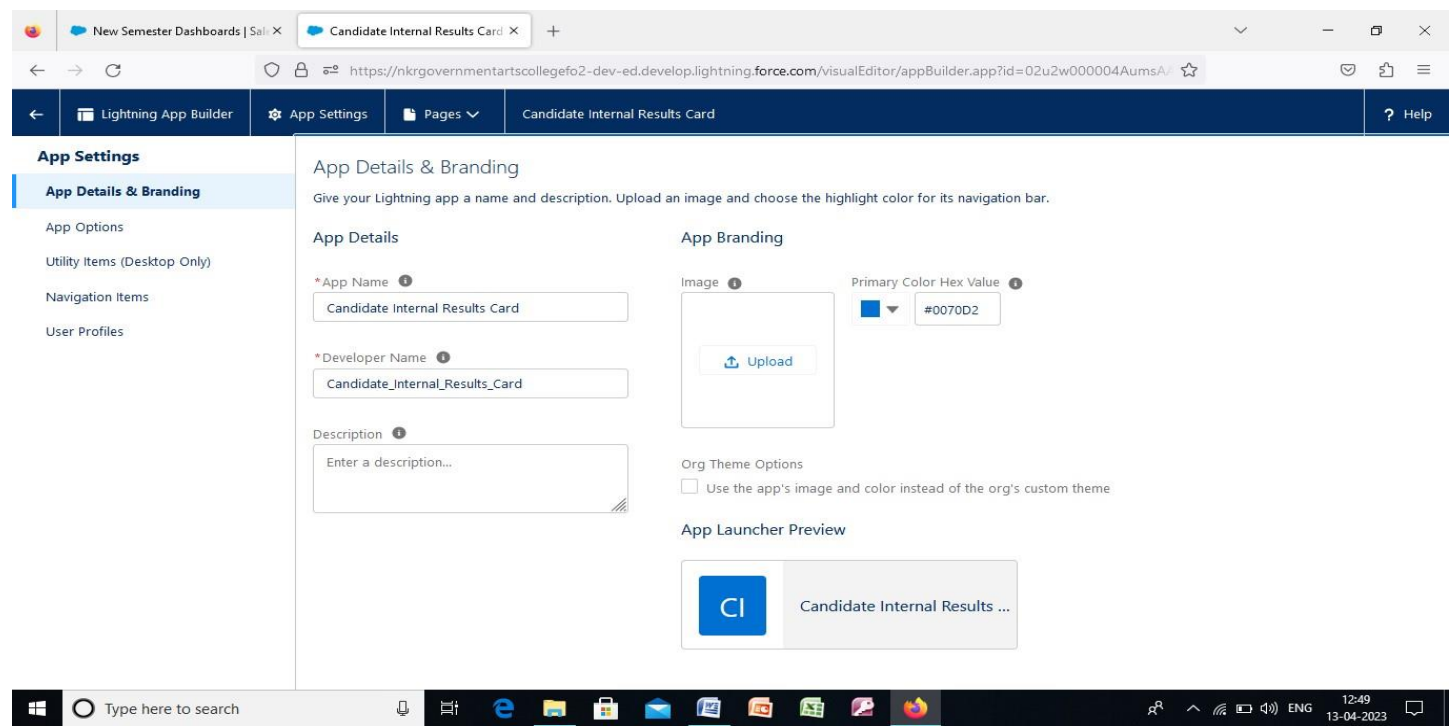 New Semester Dashboards | Sal
Candidate Internal Results Card
https://nkrgovernmentartscollegefo2-dev-ed.develop.lightning.force.com/visualEditor/appBuilder.app?id=02u2w000004AumsAA
Lightning App Builder
App Settings
Pages
Candidate Internal Results Card
? Help
App Settings
App Details & Branding
App Options
Utility Items (Desktop Only)
Navigation Items
User Profiles
App Details & Branding
Give your Lightning app a name and description. Upload an image and choose the highlight color for its navigation bar.
App Details
*App Name
Candidate Internal Results Card
*Developer Name
Candidate_Internal_Results_Card
Description
Enter a description...
App Branding
Image
Upload
Primary Color Hex Value
#0070D2
Org Theme Options
Use the app's image and color instead of the org's custom theme
App Launcher Preview
CI
Candidate Internal Results ...
Type here to search
ENG
12:49
13-04-2023